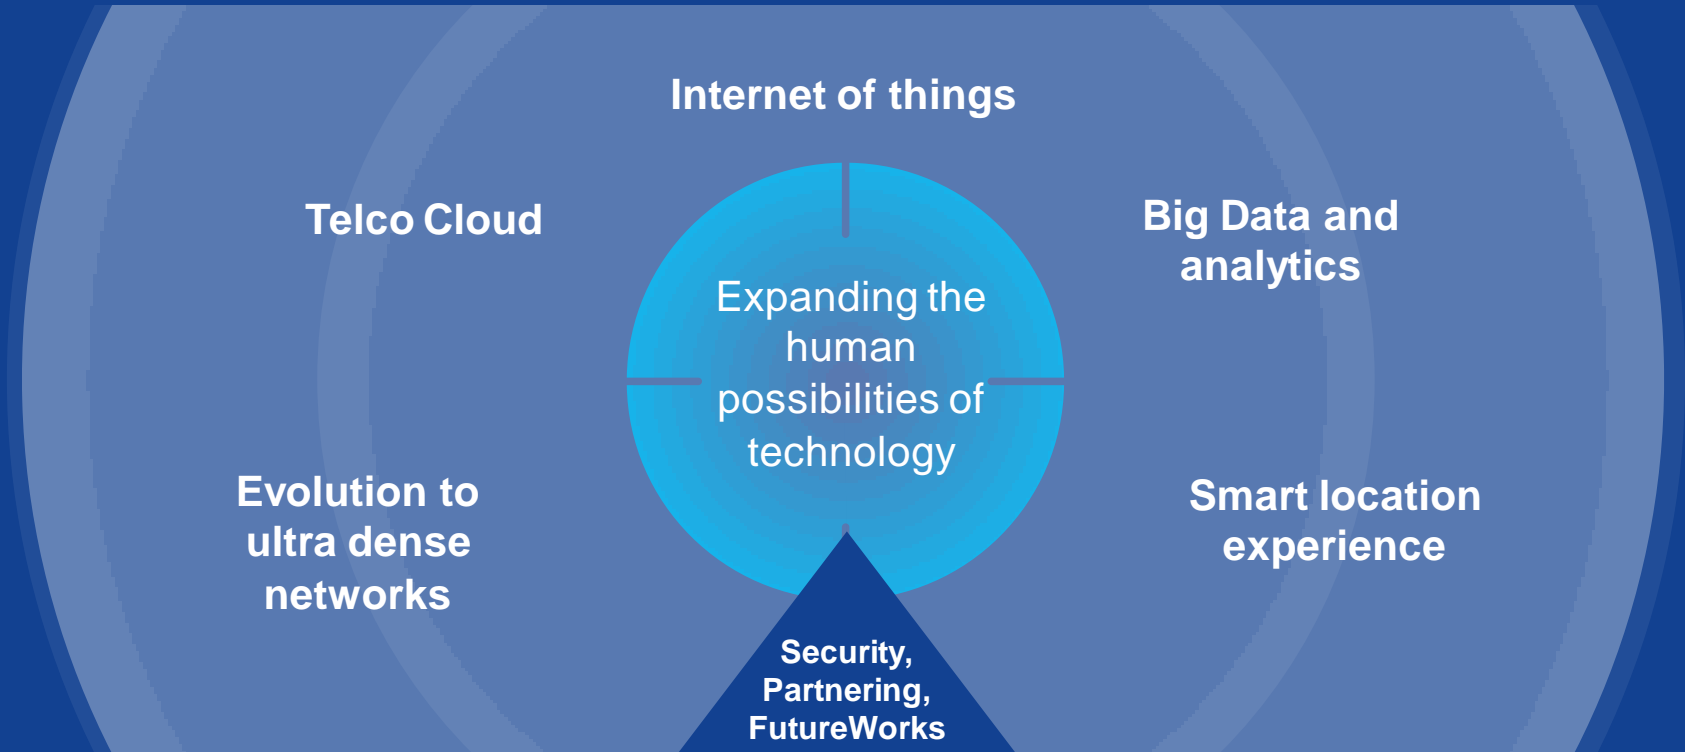 Internet of things
Telco Cloud
Big Data and
analytics
Expanding the
human
possibilities of
technology
Evolution to
ultra dense
networks
Smart location
experience
Security,
Partnering,
FutureWorks